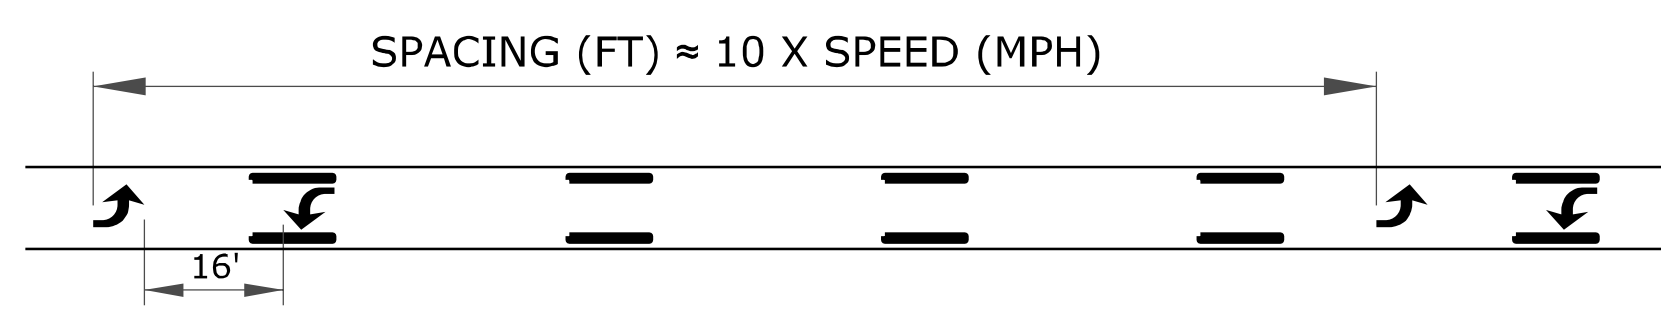 SPACING (FT) ≈ 10 X SPEED (MPH)
16'